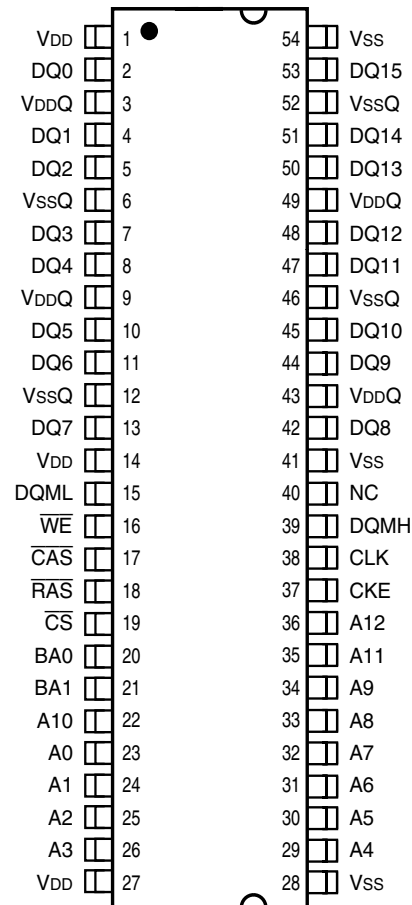 VDD 1 54 VSS
DQ0 2 53 DQ15
VDDQ 3 52 VSSQ
DQ1 4 51 DQ14
DQ2 5 50 DQ13
VSSQ 6 49 VDDQ
DQ3 7 48 DQ12
DQ4 8 47 DQ11
VDDQ 9 46 VSSQ
DQ5 10 45 DQ10
DQ6 11 44 DQ9
VSSQ 12 43 VDDQ
DQ7 13 42 DQ8
VDD 14 41 VSS
DQML 15 40 NC
W̅E̅ 16 39 DQMH
C̅A̅S̅ 17 38 CLK
R̅A̅S̅ 18 37 CKE
C̅S̅ 19 36 A12
BA0 20 35 A11
BA1 21 34 A9
A10 22 33 A8
A0 23 32 A7
A1 24 31 A6
A2 25 30 A5
A3 26 29 A4
VDD 27 28 VSS